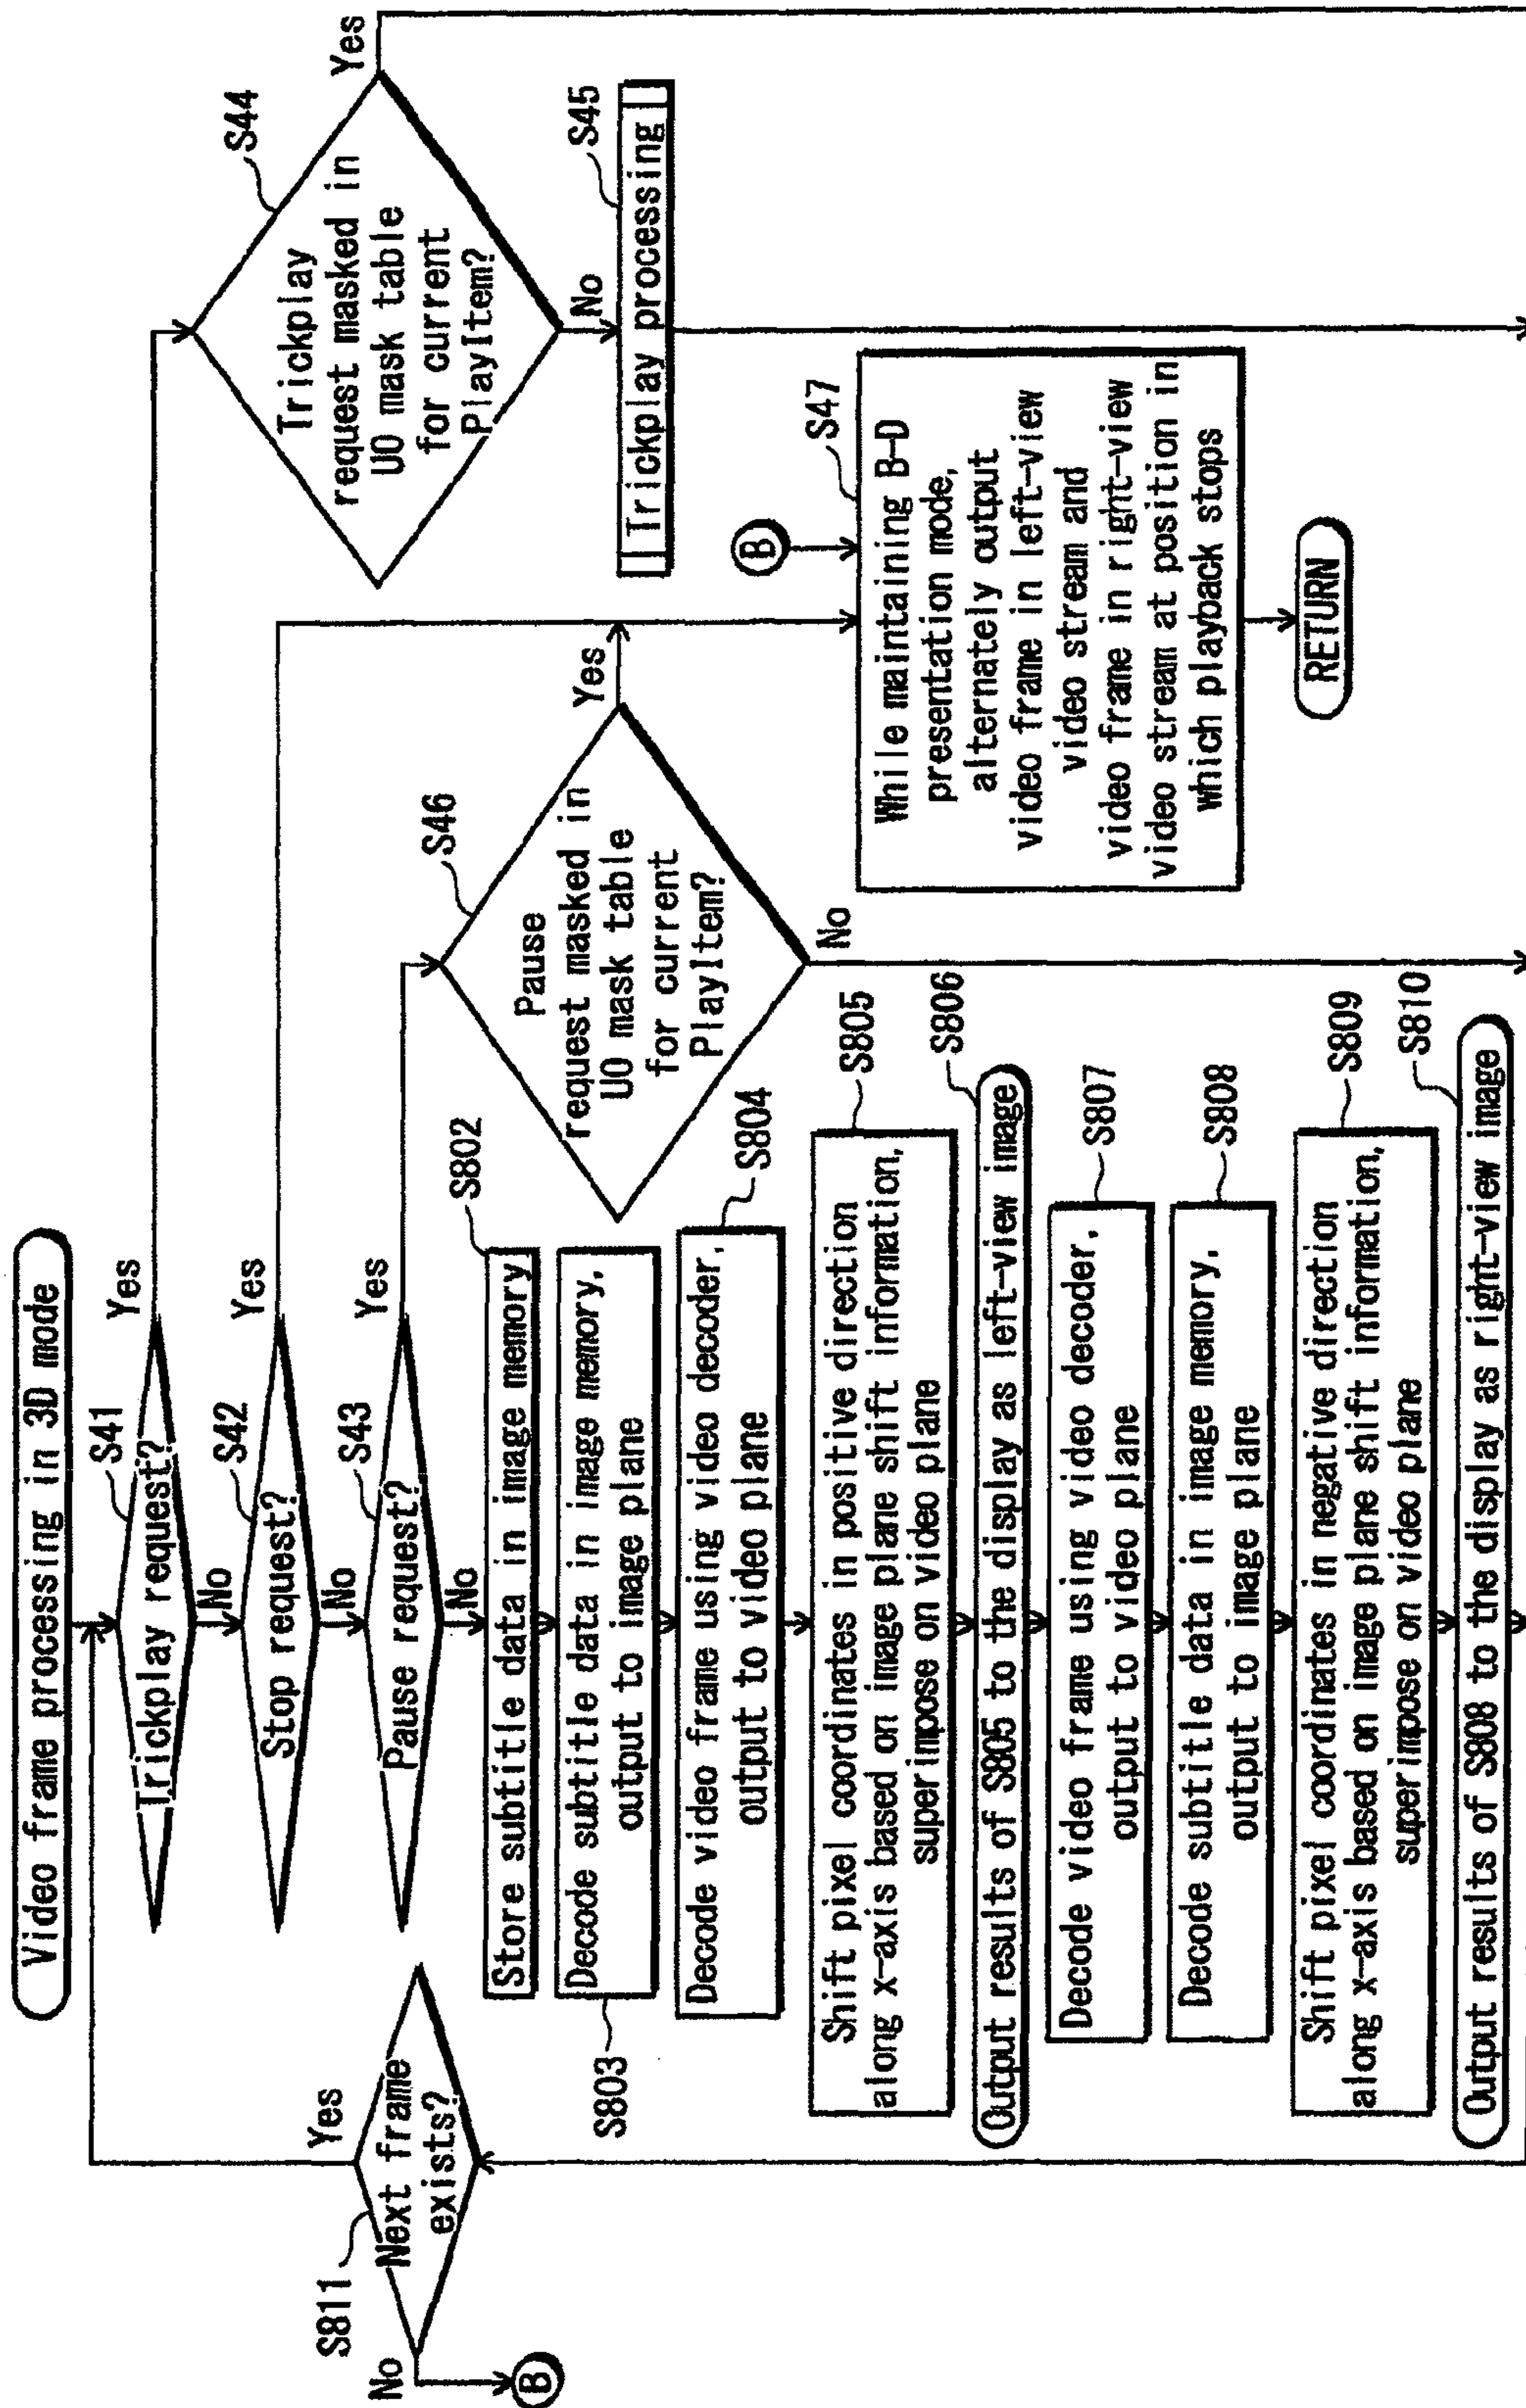 Video frame processing in 3D mode
S41
Trickplay request?
Yes
No
S42
Stop request?
Yes
No
S43
Pause request?
Yes
No
S802
Store subtitle data in image memory
Decode subtitle data in image memory,
output to image plane
S803
S804
Decode video frame using video decoder,
output to video plane
S805
Shift pixel coordinates in positive direction
along x-axis based on image plane shift information,
superimpose on video plane
S806
Output results of S805 to the display as left-view image
S807
Decode video frame using video decoder,
output to video plane
S808
Decode subtitle data in image memory,
output to image plane
S809
Shift pixel coordinates in negative direction
along x-axis based on image plane shift information,
superimpose on video plane
S810
Output results of S808 to the display as right-view image
S811
Next frame
exists?
Yes
No
B
S44
Trickplay
request masked in
UO mask table
for current
PlayItem?
Yes
No
S45
Trickplay processing
S46
Pause
request masked in
UO mask table
for current
PlayItem?
Yes
No
B
S47
While maintaining B-D
presentation mode,
alternately output
video frame in left-view
video stream and
video frame in right-view
video stream at position in
which playback stops
RETURN